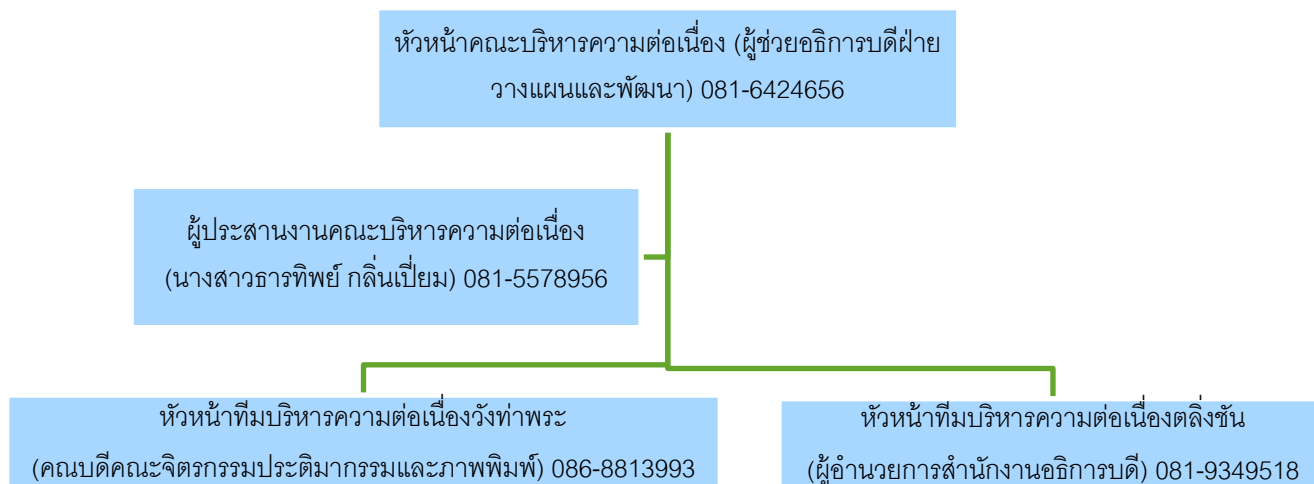 หัวหน้าคณะบริหารความต่อเนื่อง (ผู้ช่วยอธิการบดีฝ่าย
วางแผนและพัฒนา) 081-6424656
ผู้ประสานงานคณะบริหารความต่อเนื่อง
(นางสาวธารทิพย์ กลิ่นเปี่ยม) 081-5578956
หัวหน้าทีมบริหารความต่อเนื่องวังท่าพระ
(คณบดีคณะจิตรกรรมประติมากรรมและภาพพิมพ์) 086-8813993
หัวหน้าทีมบริหารความต่อเนื่องตลิ่งชัน
(ผู้อำนวยการสำนักงานอธิการบดี) 081-9349518